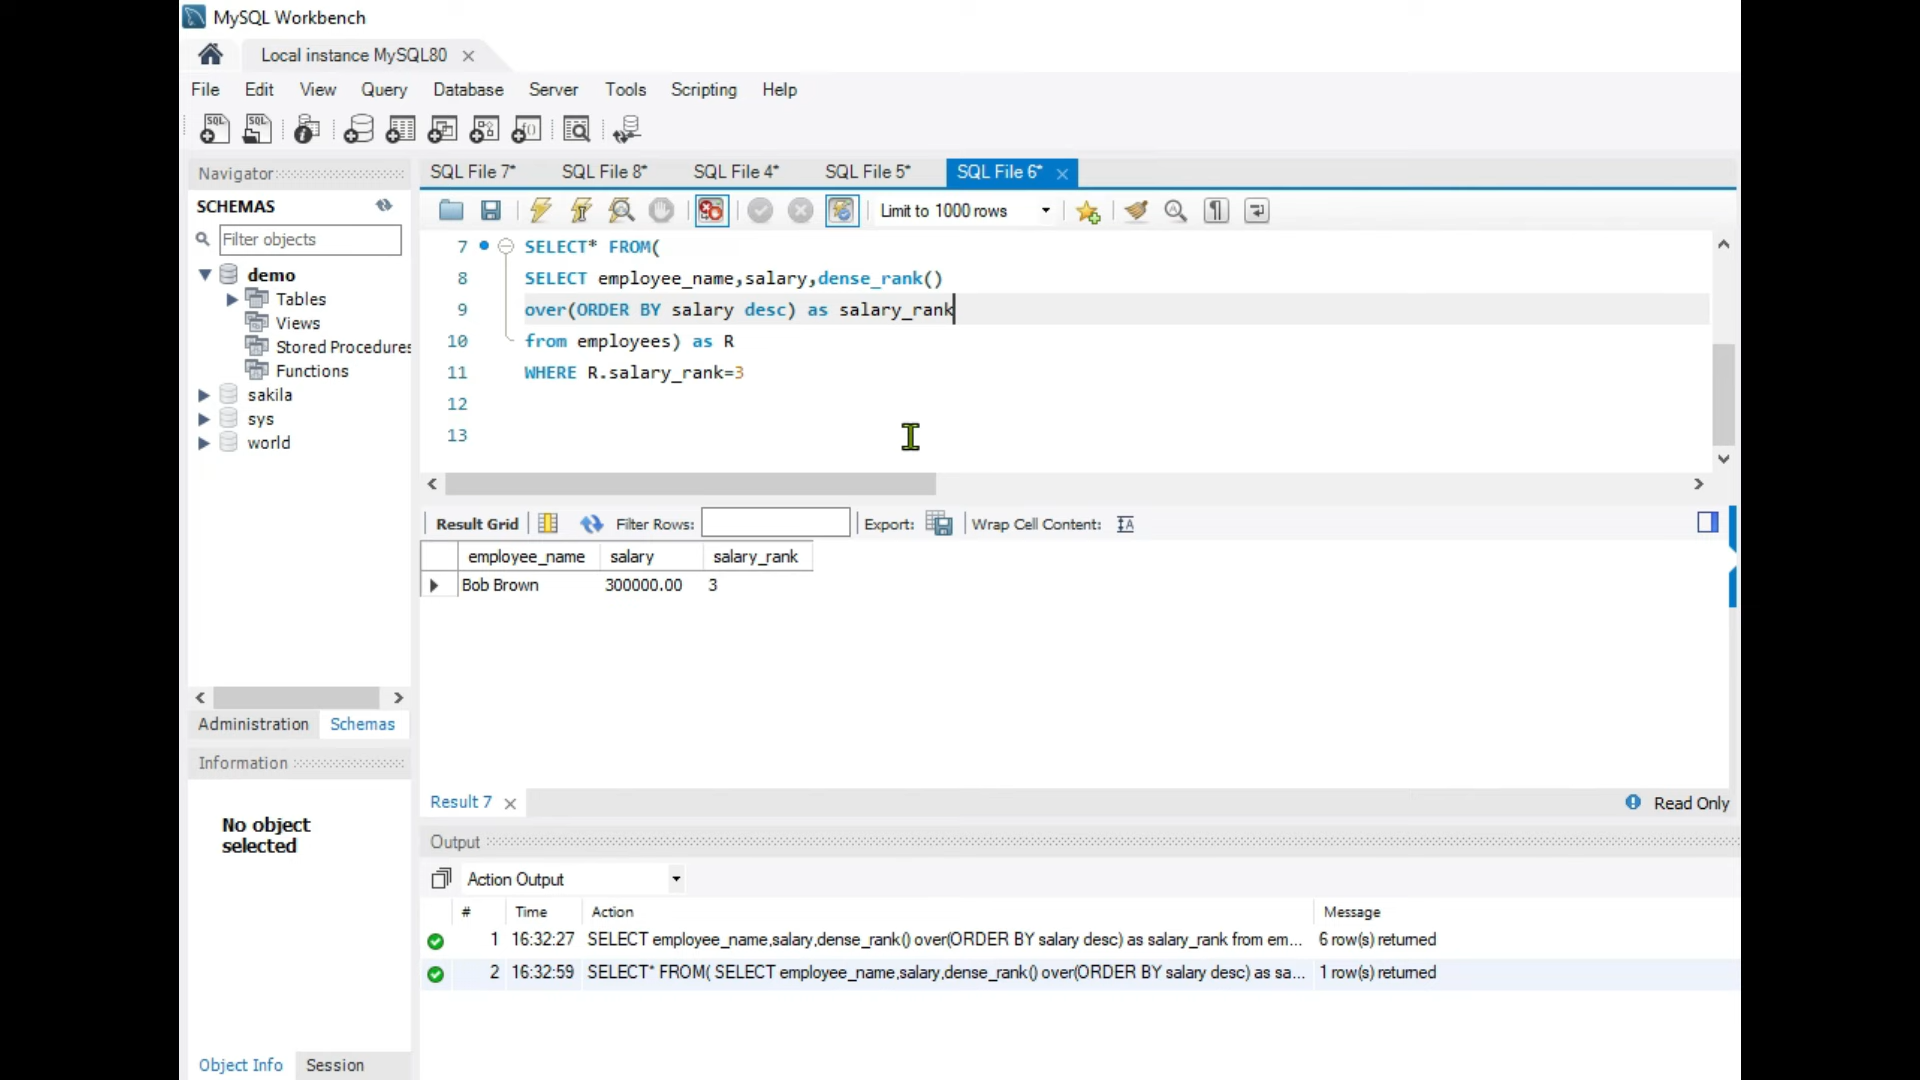 MySQL Workbench
Local instance MySQL80
File Edit View Query Database Server Tools Scripting Help
Navigator
SCHEMAS
Filter objects
demo
Tables
Views
Stored Procedures
Functions
sakila
sys
world
Administration Schemas
Information
No object
selected
Object Info Session
SQL File 7* SQL File 8* SQL File 4* SQL File 5* SQL File 6*
Limit to 1000 rows
7 SELECT* FROM(
8 SELECT employee_name,salary,dense_rank()
9 over(ORDER BY salary desc) as salary_rank
10 from employees) as R
11 WHERE R.salary_rank=3
12
13
Result Grid Filter Rows: Export: Wrap Cell Content:
employee_name salary salary_rank
Bob Brown 300000.00 3
Result 7 Read Only
Output
Action Output
# Time Action Message
1 16:32:27 SELECT employee_name,salary,dense_rank() over(ORDER BY salary desc) as salary_rank from em... 6 row(s) returned
2 16:32:59 SELECT* FROM( SELECT employee_name,salary,dense_rank() over(ORDER BY salary desc) as sa... 1 row(s) returned